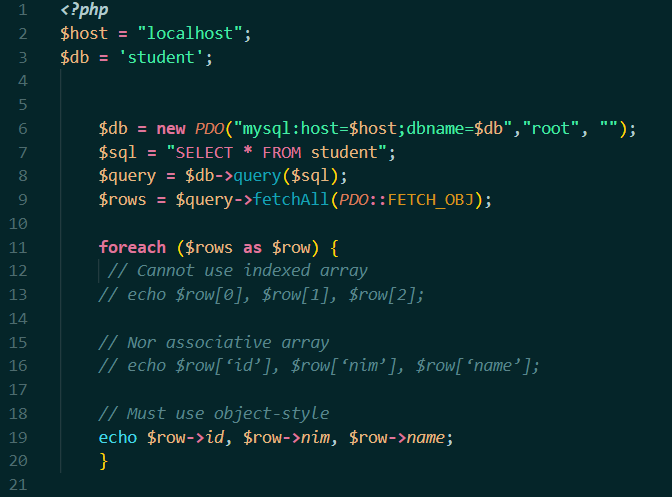 1 <?php
2 $host = "localhost";
3 $db = 'student';
4
5
6 $db = new PDO("mysql:host=$host;dbname=$db","root", "");
7 $sql = "SELECT * FROM student";
8 $query = $db->query($sql);
9 $rows = $query->fetchAll(PDO::FETCH_OBJ);
10
11 foreach ($rows as $row) {
12 // Cannot use indexed array
13 // echo $row[0], $row[1], $row[2];
14
15 // Nor associative array
16 // echo $row[‘id’], $row[‘nim’], $row[‘name’];
17
18 // Must use object-style
19 echo $row->id, $row->nim, $row->name;
20 }
21